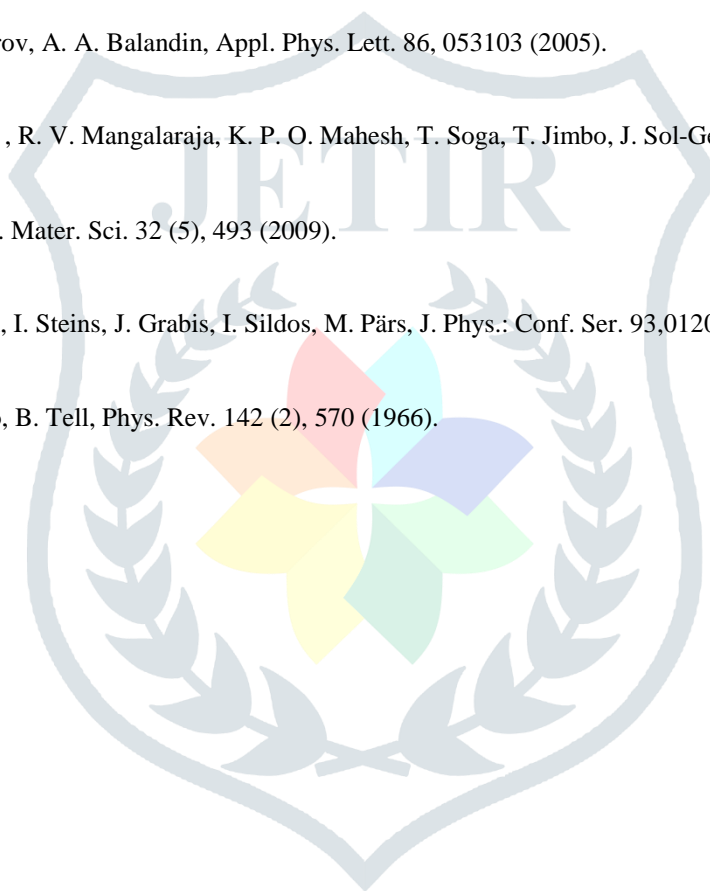 rov, A. A. Balandin, Appl. Phys. Lett. 86, 053103 (2005).
, R. V. Mangalaraja, K. P. O. Mahesh, T. Soga, T. Jimbo, J. Sol-Ge
JETIR
. Mater. Sci. 32 (5), 493 (2009).
, I. Steins, J. Grabis, I. Sildos, M. Pärs, J. Phys.: Conf. Ser. 93,0120
, B. Tell, Phys. Rev. 142 (2), 570 (1966).